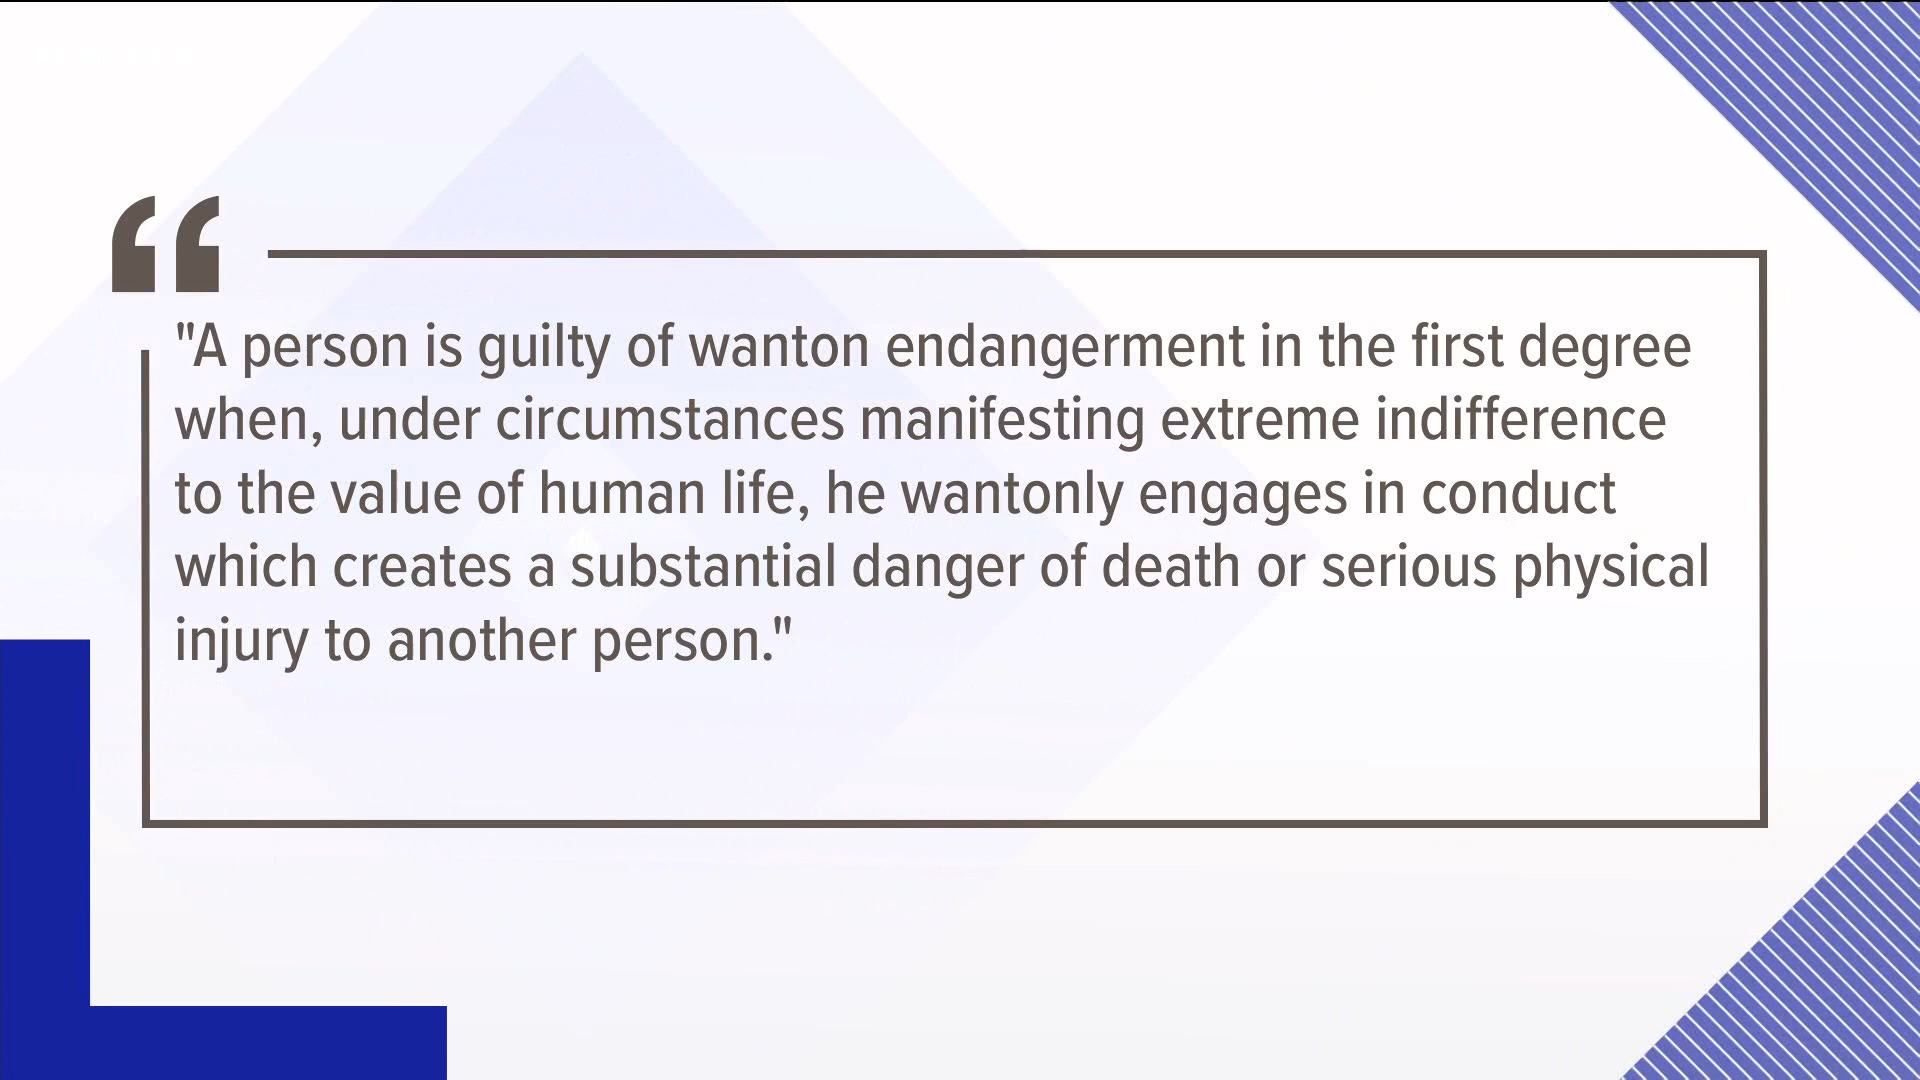 "A person is guilty of wanton endangerment in the first degree
when, under circumstances manifesting extreme indifference
to the value of human life, he wantonly engages in conduct
which creates a substantial danger of death or serious physical
injury to another person."